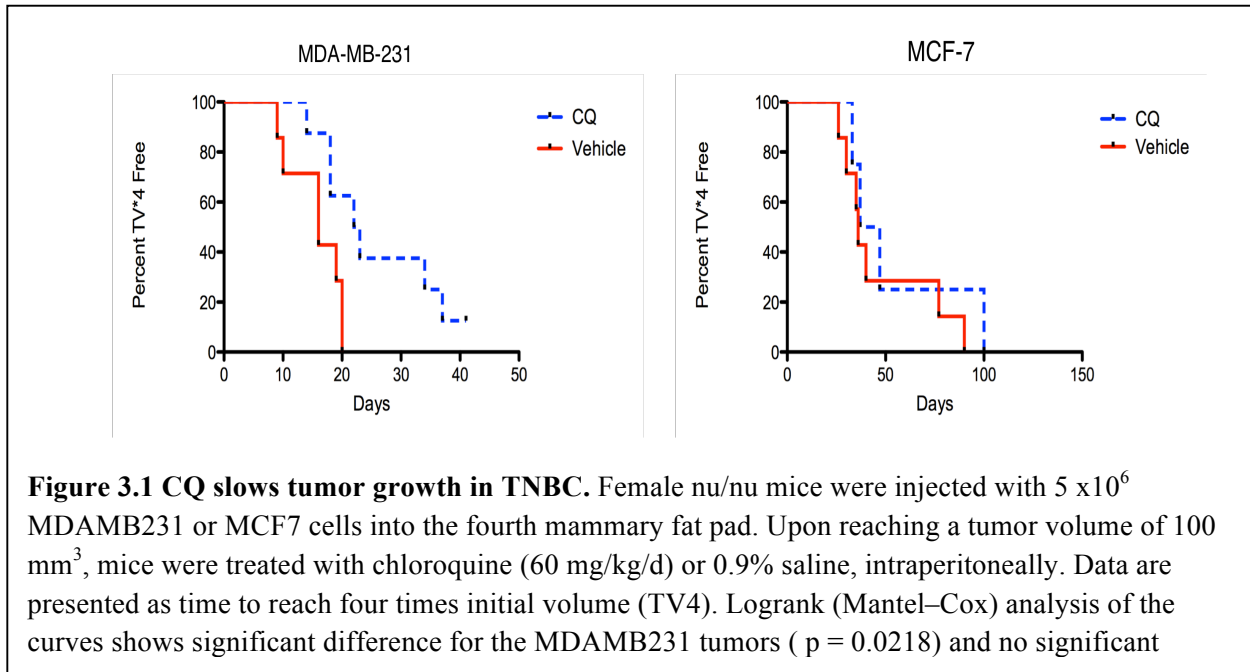 MDA-MB-231
100
80
60
40
20
0
Percent TV*4 Free
0 10 20 30 40 50
Days
CQ
Vehicle
MCF-7
100
80
60
40
20
0
Percent TV*4 Free
0 50 100 150
Days
CQ
Vehicle
Figure 3.1 CQ slows tumor growth in TNBC. Female nu/nu mice were injected with 5 x10⁶
MDAMB231 or MCF7 cells into the fourth mammary fat pad. Upon reaching a tumor volume of 100
mm³, mice were treated with chloroquine (60 mg/kg/d) or 0.9% saline, intraperitoneally. Data are
presented as time to reach four times initial volume (TV4). Logrank (Mantel–Cox) analysis of the
curves shows significant difference for the MDAMB231 tumors ( p = 0.0218) and no significant